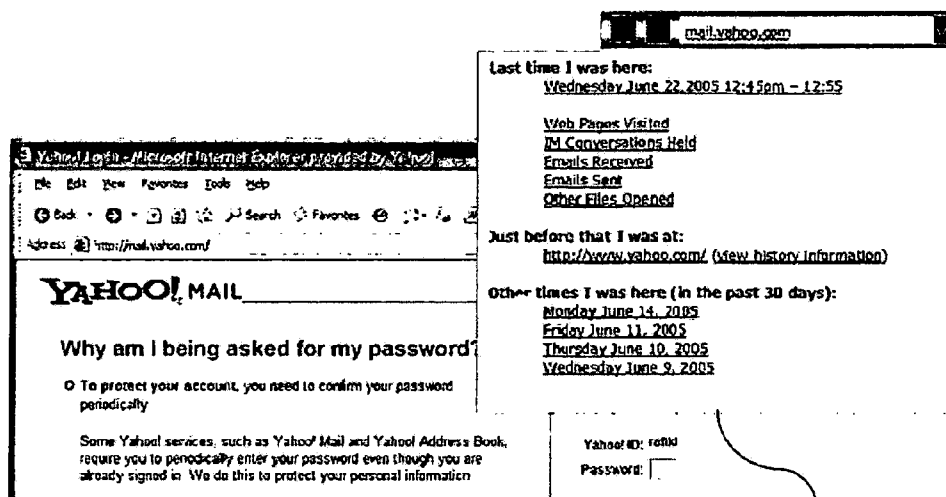 mail.yahoo.com
Last time I was here:
Wednesday June 22, 2005 12:45pm – 12:55
Web Pages Visited
IM Conversations Held
Emails Received
Emails Sent
Other Files Opened
Just before that I was at:
http://www.yahoo.com/ (view history information)
Other times I was here (in the past 30 days):
Monday June 14, 2005
Friday June 11, 2005
Thursday June 10, 2005
Wednesday June 9, 2005
Yahoo! Login - Microsoft Internet Explorer provided by Yahoo!
File Edit View Favorites Tools Help
Back Search Favorites
Address http://mail.yahoo.com/
YAHOO! MAIL
Why am I being asked for my password?
To protect your account, you need to confirm your password
periodically
Some Yahoo! services, such as Yahoo! Mail and Yahoo! Address Book,
require you to periodically enter your password even though you are
already signed in. We do this to protect your personal information
Yahoo! ID:
Password: